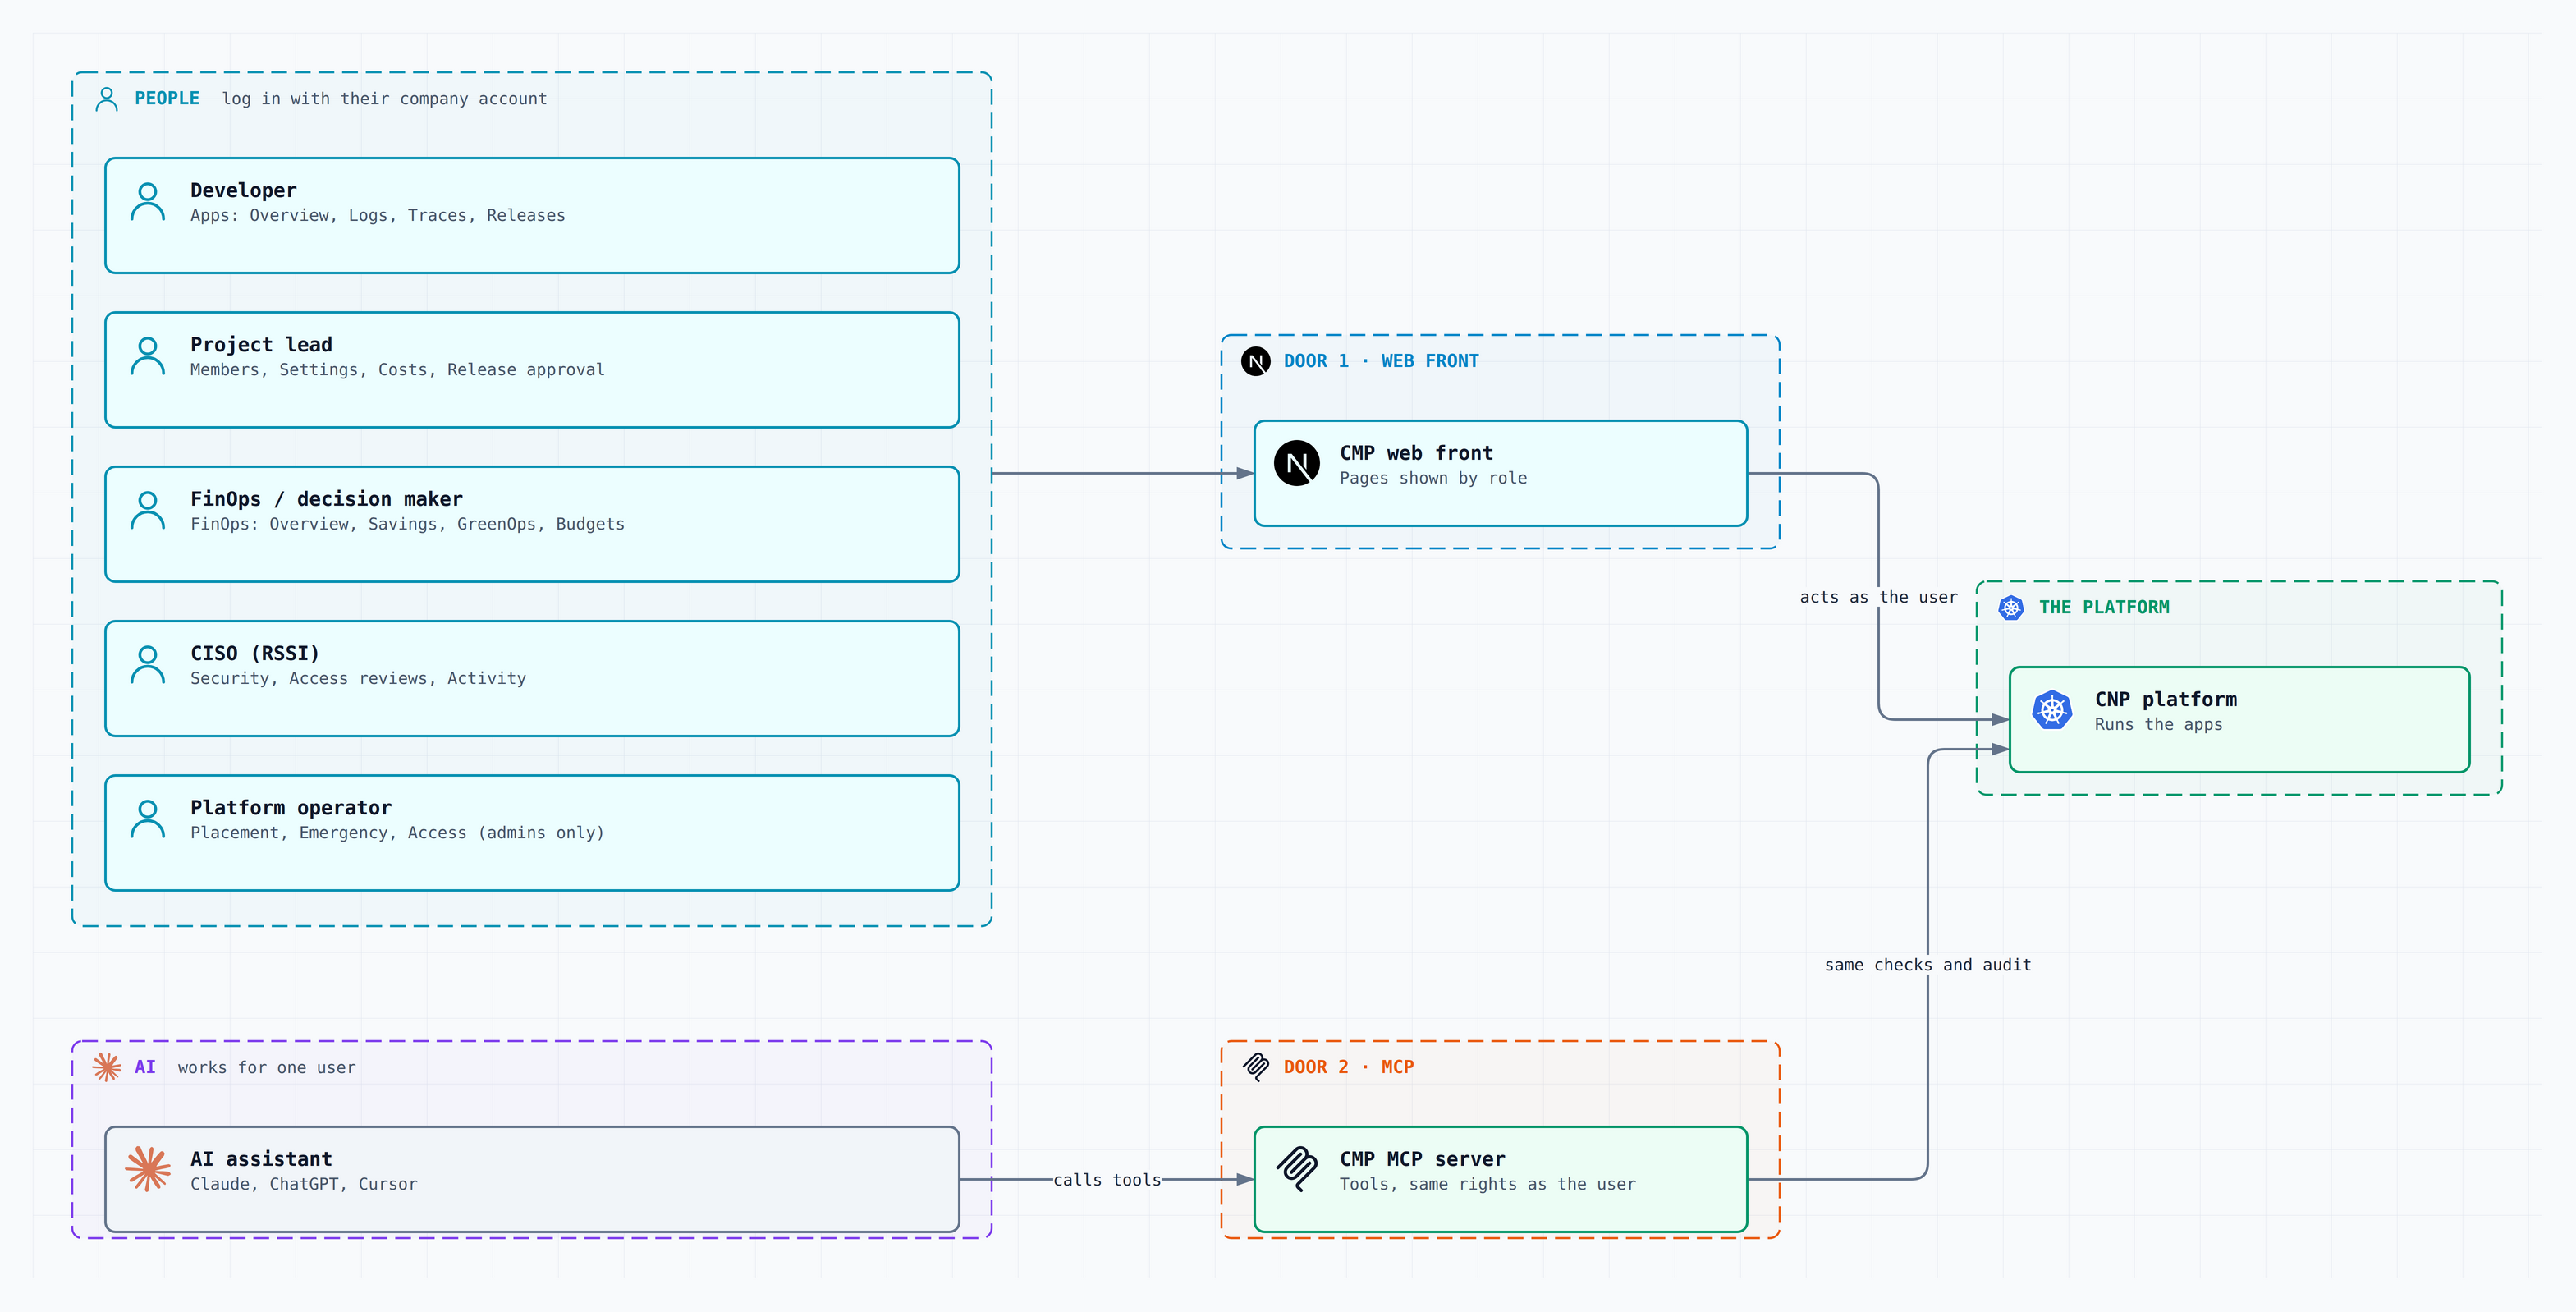 PEOPLE log in with their company account
Developer
Apps: Overview, Logs, Traces, Releases
Project lead
Members, Settings, Costs, Release approval
FinOps / decision maker
FinOps: Overview, Savings, GreenOps, Budgets
CISO (RSSI)
Security, Access reviews, Activity
Platform operator
Placement, Emergency, Access (admins only)
DOOR 1 · WEB FRONT
CMP web front
Pages shown by role
acts as the user
THE PLATFORM
CNP platform
Runs the apps
same checks and audit
AI works for one user
AI assistant
Claude, ChatGPT, Cursor
calls tools
DOOR 2 · MCP
CMP MCP server
Tools, same rights as the user